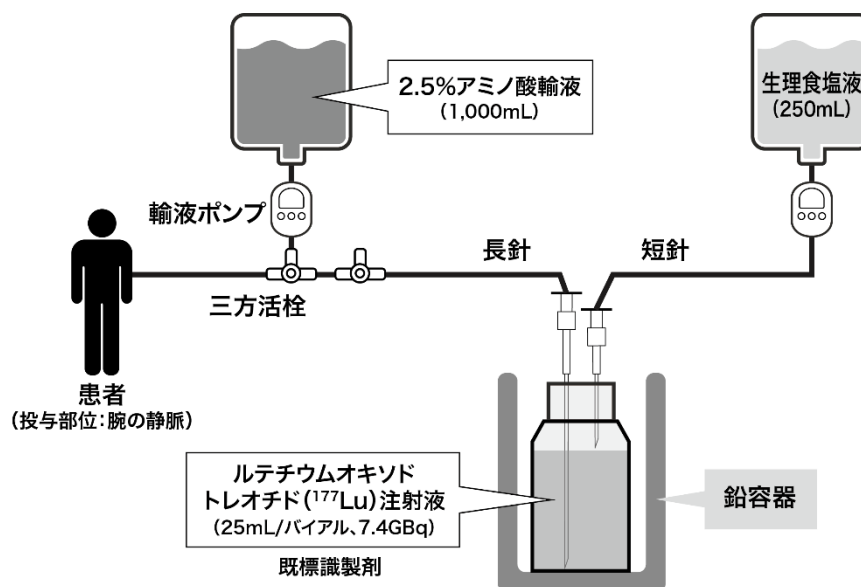 2.5%アミノ酸輸液
(1,000mL)
生理食塩液
(250mL)
輸液ポンプ
長針
短針
三方活栓
患者
(投与部位:腕の静脈)
ルテチウムオキソド
トレオチド(¹⁷⁷Lu)注射液
(25mL/バイアル、7.4GBq)
既標識製剤
鉛容器